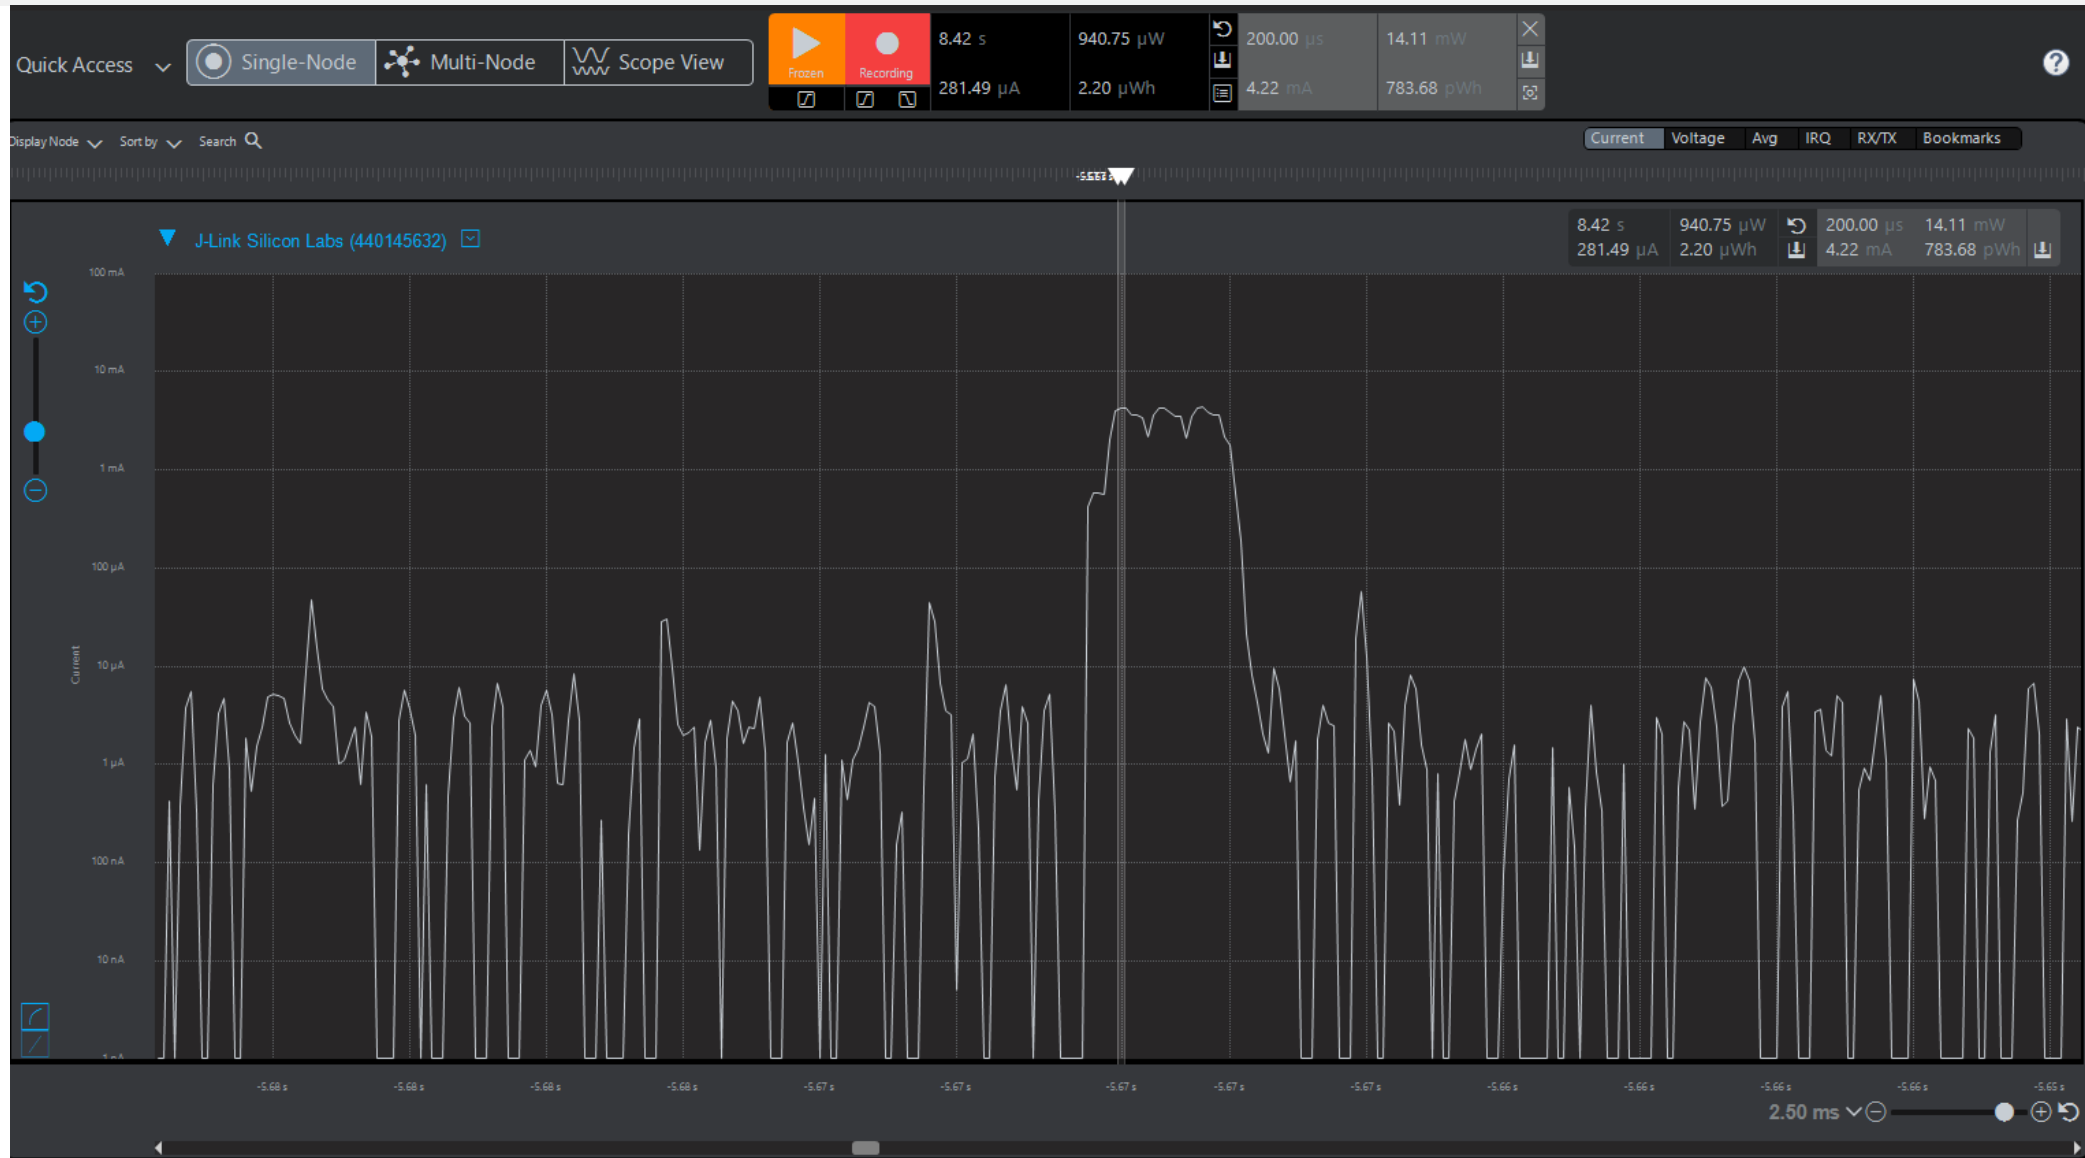 Quick Access
Single-Node
Multi-Node
Scope View
Frozen
Recording
8.42 s
940.75 µW
281.49 µA
2.20 µWh
200.00 µs
14.11 mW
4.22 mA
783.68 pWh
Display Node
Sort by
Search
Current
Voltage
Avg
IRQ
RX/TX
Bookmarks
J-Link Silicon Labs (440145632)
8.42 s
940.75 µW
200.00 µs
14.11 mW
281.49 µA
2.20 µWh
4.22 mA
783.68 pWh
100 mA
10 mA
1 mA
100 µA
10 µA
1 µA
100 nA
10 nA
1 nA
Current
-5.68 s
-5.68 s
-5.68 s
-5.68 s
-5.67 s
-5.67 s
-5.67 s
-5.67 s
-5.67 s
-5.66 s
-5.66 s
-5.66 s
-5.66 s
-5.65 s
2.50 ms